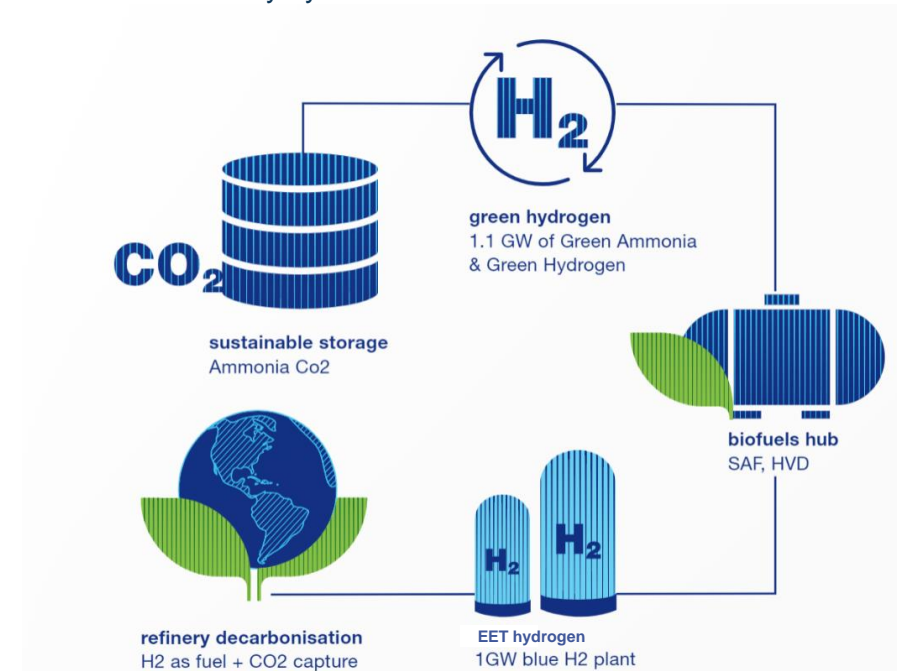 H2
green hydrogen
1.1 GW of Green Ammonia
& Green Hydrogen
CO2
sustainable storage
Ammonia Co2
biofuels hub
SAF, HVD
H2
H2
EET hydrogen
1GW blue H2 plant
refinery decarbonisation
H2 as fuel + CO2 capture